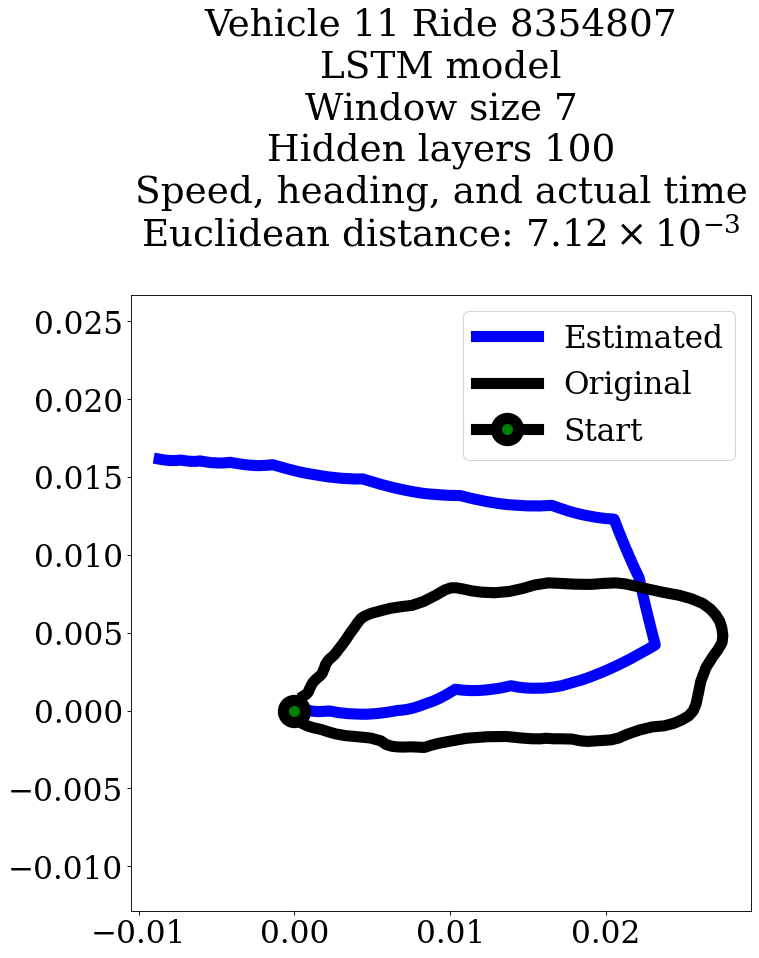 Vehicle 11 Ride 8354807
LSTM model
Window size 7
Hidden layers 100
Speed, heading, and actual time
Euclidean distance: 7.12 × 10⁻³
Estimated
Original
Start
0.025
0.020
0.015
0.010
0.005
0.000
−0.005
−0.010
−0.01 0.00 0.01 0.02